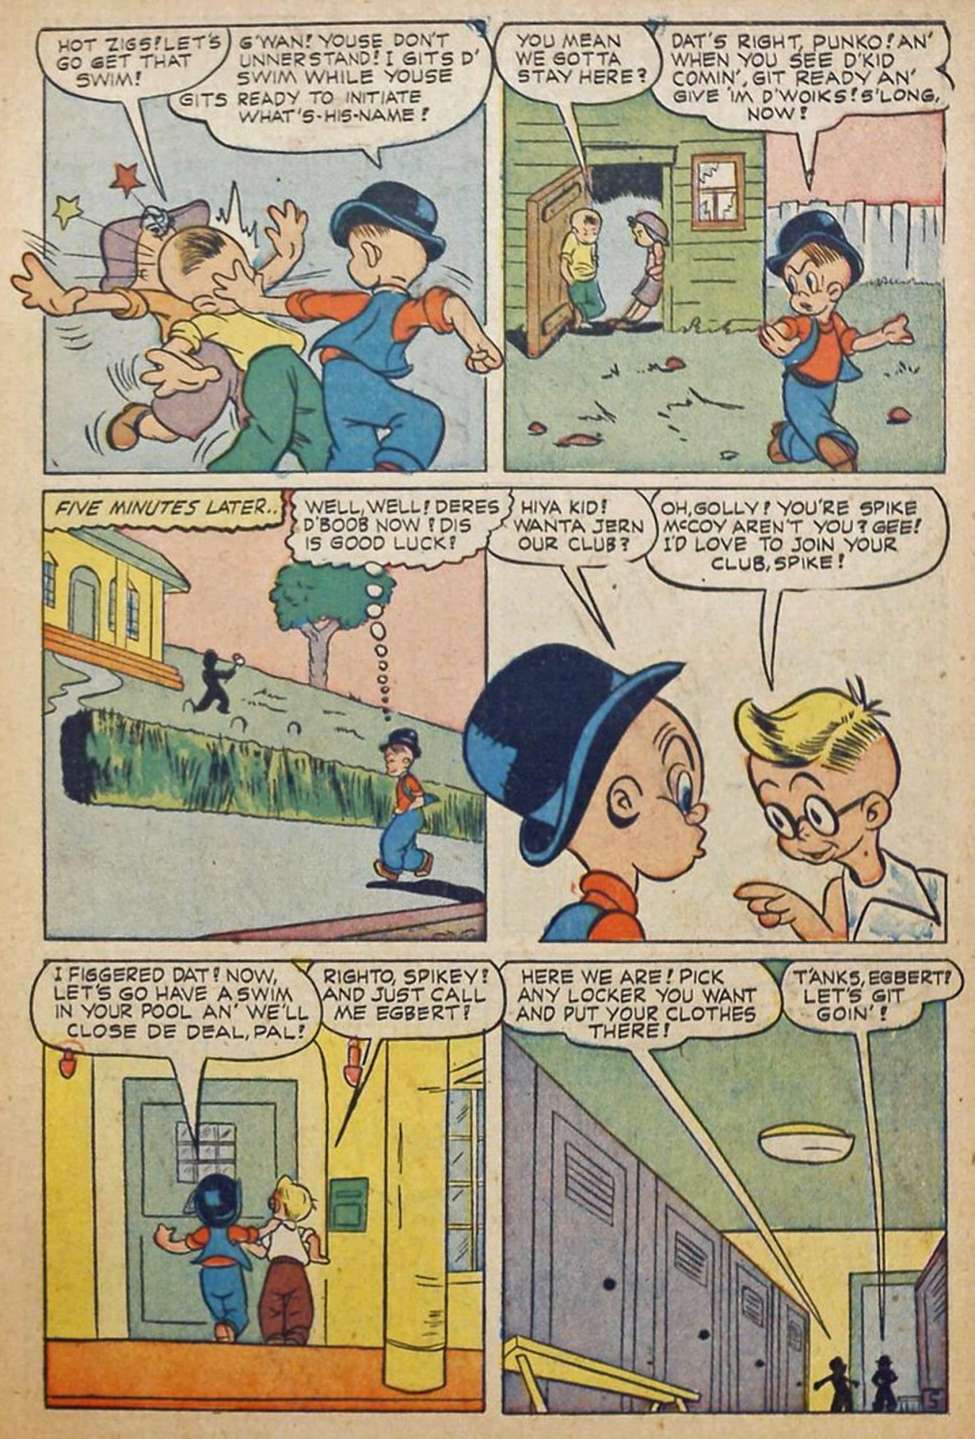 HOT ZIGS! LET'S
GO GET THAT
SWIM!
G'WAN! YOUSE DON'T
UNNERSTAND! I GITS D'
SWIM WHILE YOUSE
GITS READY TO INITIATE
WHAT'S-HIS-NAME!
YOU MEAN
WE GOTTA
STAY HERE?
DAT'S RIGHT, PUNKO! AN'
WHEN YOU SEE D'KID
COMIN', GIT READY AN'
GIVE 'IM D'WOIKS! S'LONG,
NOW!
FIVE MINUTES LATER..
WELL, WELL! DERES
D'BOOB NOW! DIS
IS GOOD LUCK!
HIYA KID!
WANTA JERN
OUR CLUB?
OH, GOLLY! YOU'RE SPIKE
McCOY AREN'T YOU? GEE!
I'D LOVE TO JOIN YOUR
CLUB, SPIKE!
I FIGGERED DAT! NOW,
LET'S GO HAVE A SWIM
IN YOUR POOL AN' WE'LL
CLOSE DE DEAL, PAL!
RIGHTO, SPIKEY!
AND JUST CALL
ME EGBERT!
HERE WE ARE! PICK
ANY LOCKER YOU WANT
AND PUT YOUR CLOTHES
THERE!
T'ANKS, EGBERT!
LET'S GIT
GOIN'!
5